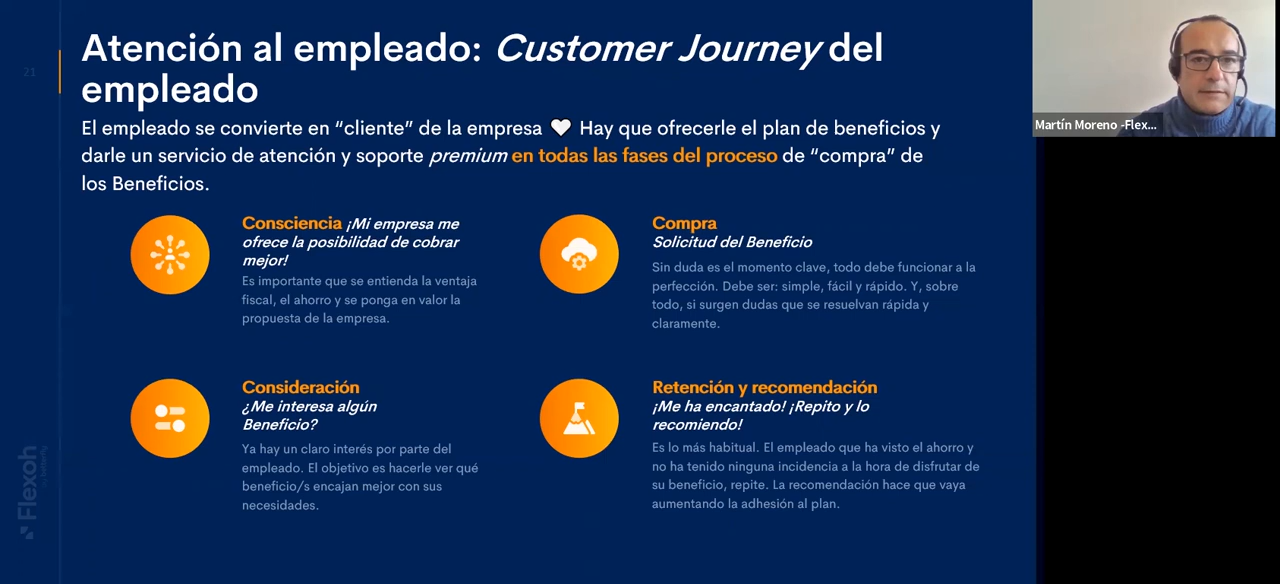 21
Atención al empleado: Customer Journey del
empleado
El empleado se convierte en “cliente” de la empresa 🤍 Hay que ofrecerle el plan de beneficios y
darle un servicio de atención y soporte premium en todas las fases del proceso de “compra” de
los Beneficios.
Consciencia ¡Mi empresa me
ofrece la posibilidad de cobrar
mejor!
Es importante que se entienda la ventaja
fiscal, el ahorro y se ponga en valor la
propuesta de la empresa.
Compra
Solicitud del Beneficio
Sin duda es el momento clave, todo debe funcionar a la
perfección. Debe ser: simple, fácil y rápido. Y, sobre
todo, si surgen dudas que se resuelvan rápida y
claramente.
Consideración
¿Me interesa algún
Beneficio?
Ya hay un claro interés por parte del
empleado. El objetivo es hacerle ver qué
beneficio/s encajan mejor con sus
necesidades.
Retención y recomendación
¡Me ha encantado! ¡Repito y lo
recomiendo!
Es lo más habitual. El empleado que ha visto el ahorro y
no ha tenido ninguna incidencia a la hora de disfrutar de
su beneficio, repite. La recomendación hace que vaya
aumentando la adhesión al plan.
Flexoh
Martín Moreno -Flex...